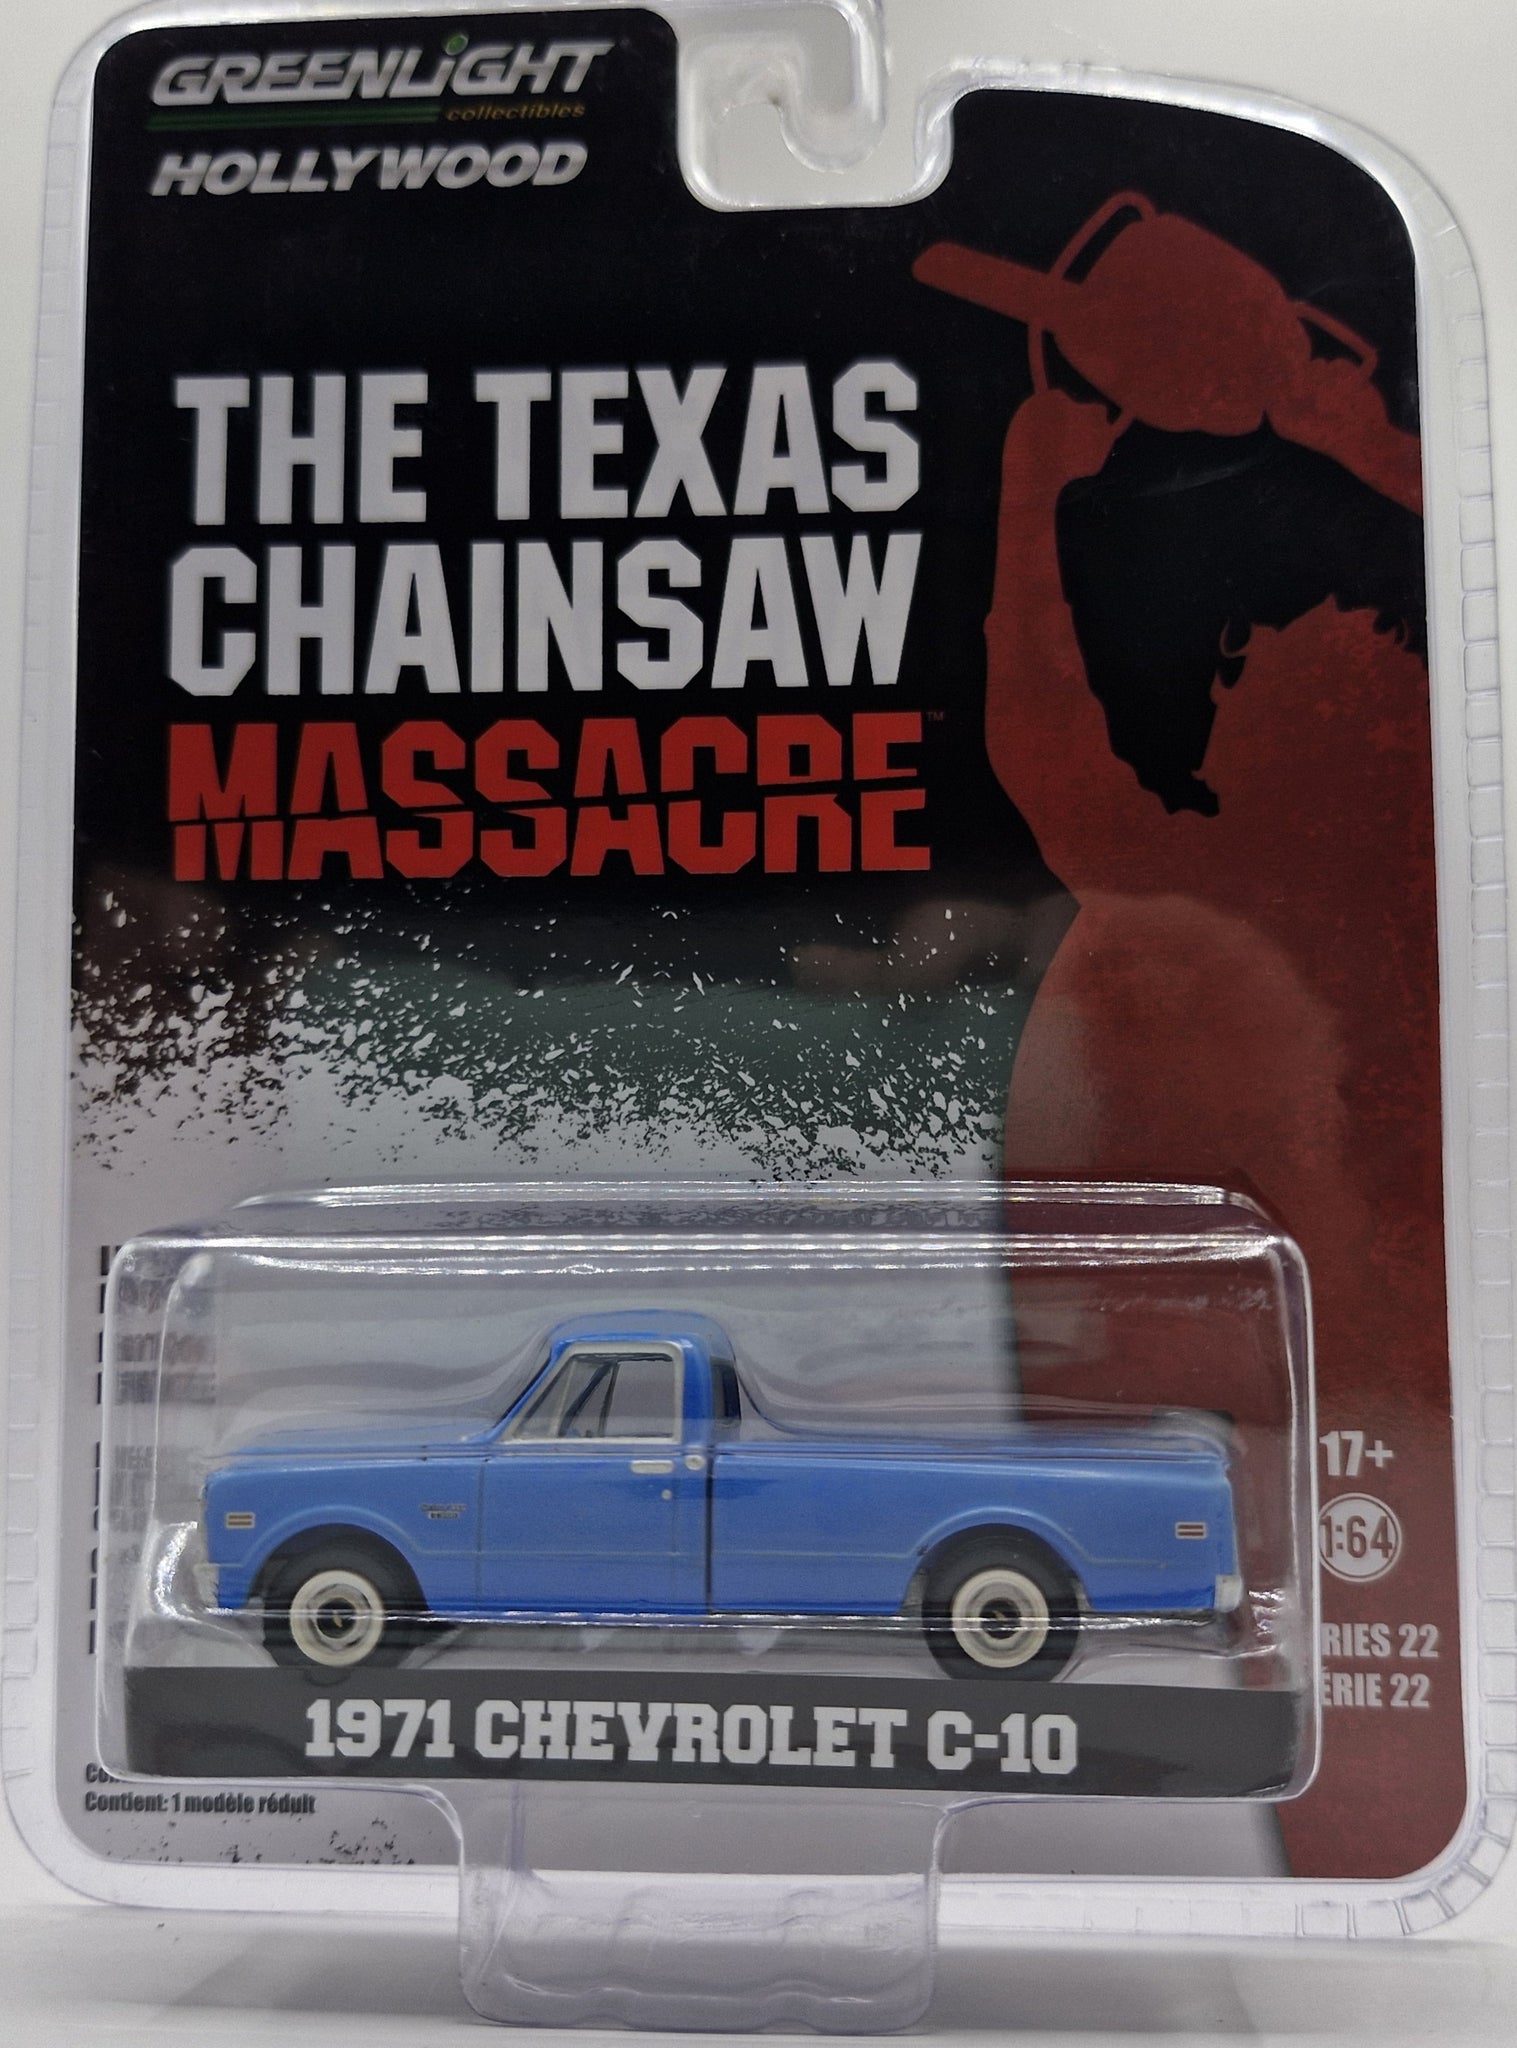 GREENLiGHT
collectibles
HOLLYWOOD
THE TEXAS
CHAINSAW
MASSACRE™
17+
1:64
RIES 22
ÉRIE 22
1971 CHEVROLET C-10
Contient: 1 modèle réduit